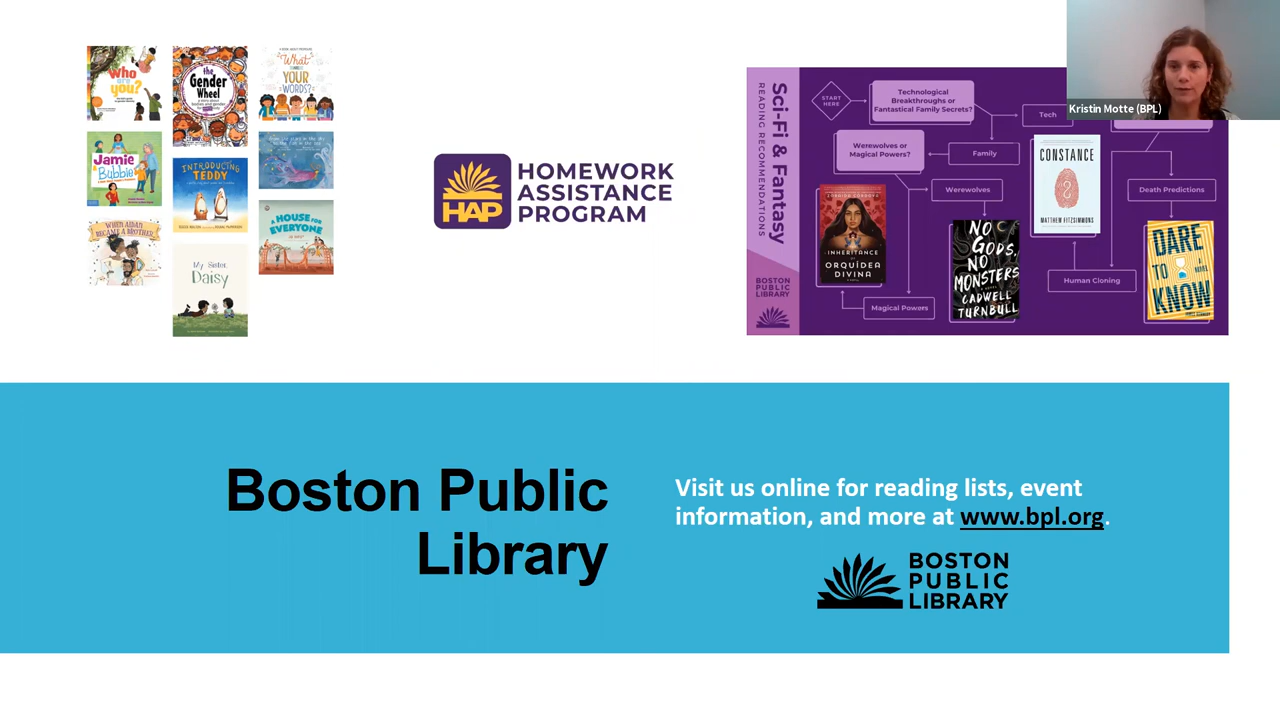 Who
are
you?
the
Gender
Wheel
a story about
bodies and gender
What
YOUR
WORDS?
Jamie
&
Bubbie
INTRODUCING
TEDDY
WHEN AIDAN
BECAME A BROTHER
A HOUSE FOR
EVERYONE
My Sister,
Daisy
HAP
HOMEWORK
ASSISTANCE
PROGRAM
Sci-Fi & Fantasy
READING RECOMMENDATIONS
BOSTON
PUBLIC
LIBRARY
START
HERE
Technological
Breakthroughs or
Fantastical Family Secrets?
Tech
Werewolves or
Magical Powers?
Family
Werewolves
Magical Powers
INHERITANCE
ORQUÍDEA
DIVINA
NO
GODS,
NO
MONSTERS
CADWELL
TURNBULL
CONSTANCE
MATTHEW FITZSIMMONS
Death Predictions
Human Cloning
DARE
TO
KNOW
A NOVEL
Kristin Motte (BPL)
Boston Public
Library
Visit us online for reading lists, event
information, and more at www.bpl.org.
BOSTON
PUBLIC
LIBRARY